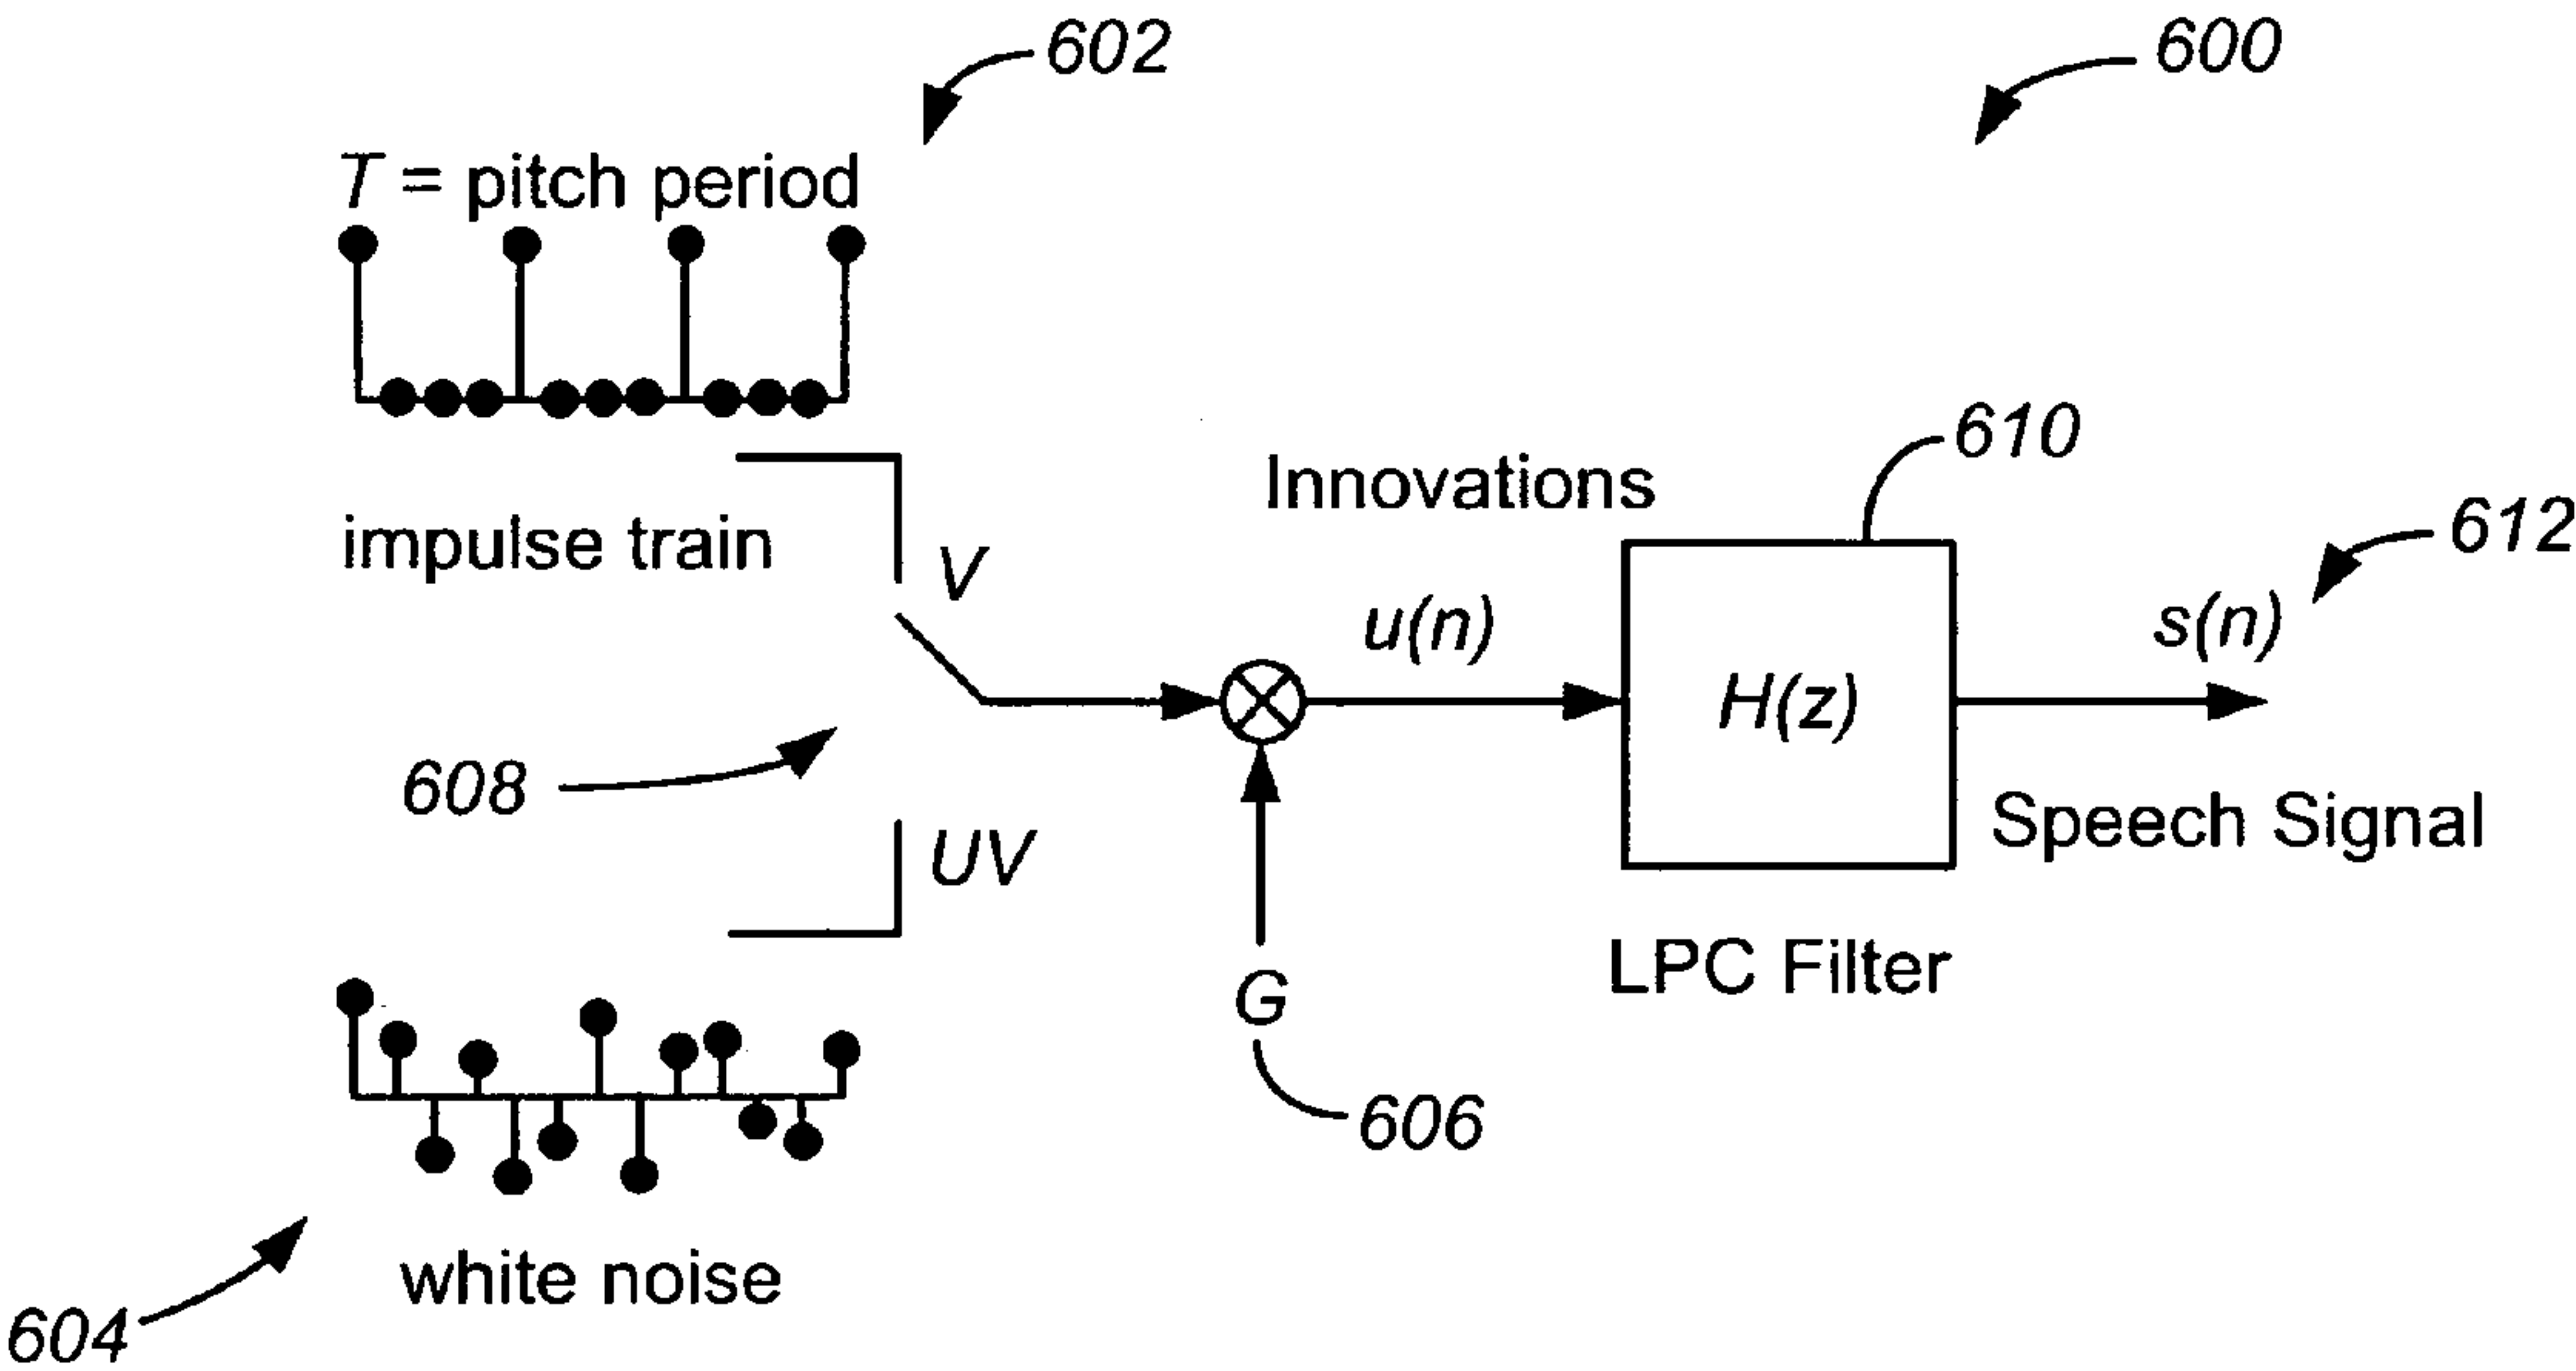 602
600
T = pitch period
610
Innovations
612
impulse train
V
u(n)
s(n)
H(z)
608
UV
Speech Signal
LPC Filter
G
606
white noise
604